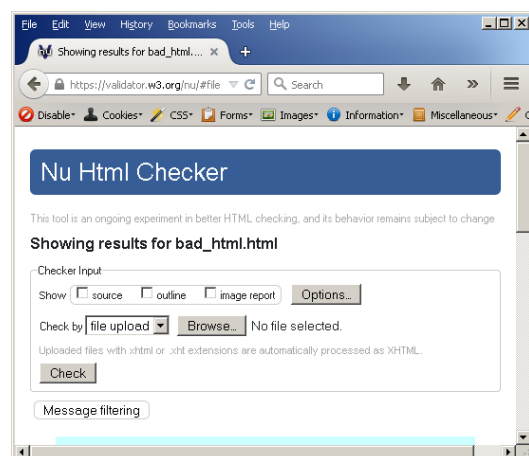 File Edit View History Bookmarks Tools Help
Showing results for bad_html.... × +
https://validator.w3.org/nu/#file Search »
Disable▾ Cookies▾ CSS▾ Forms▾ Images▾ Information▾ Miscellaneous▾
Nu Html Checker
This tool is an ongoing experiment in better HTML checking, and its behavior remains subject to change
Showing results for bad_html.html
Checker Input
Show source outline image report Options...
Check by file upload Browse... No file selected.
Uploaded files with .xhtml or .xht extensions are automatically processed as XHTML.
Check
Message filtering